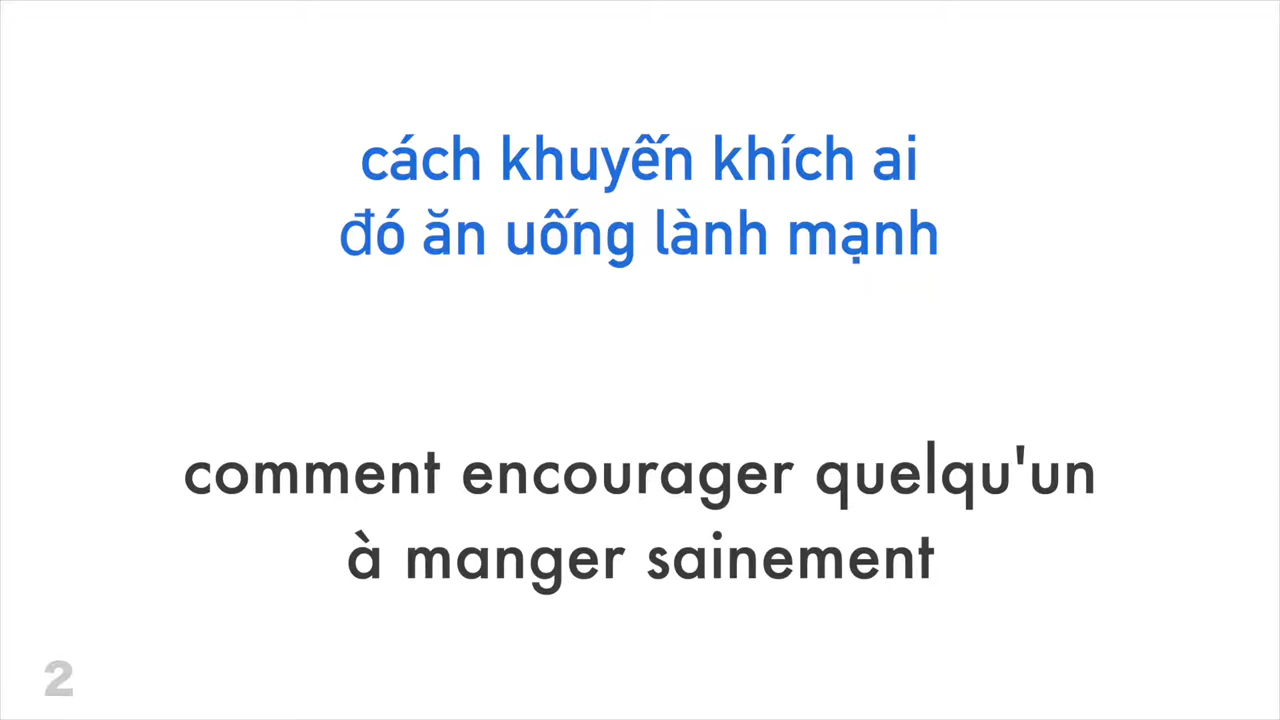 cách khuyến khích ai
đó ăn uống lành mạnh
comment encourager quelqu'un
à manger sainement
2